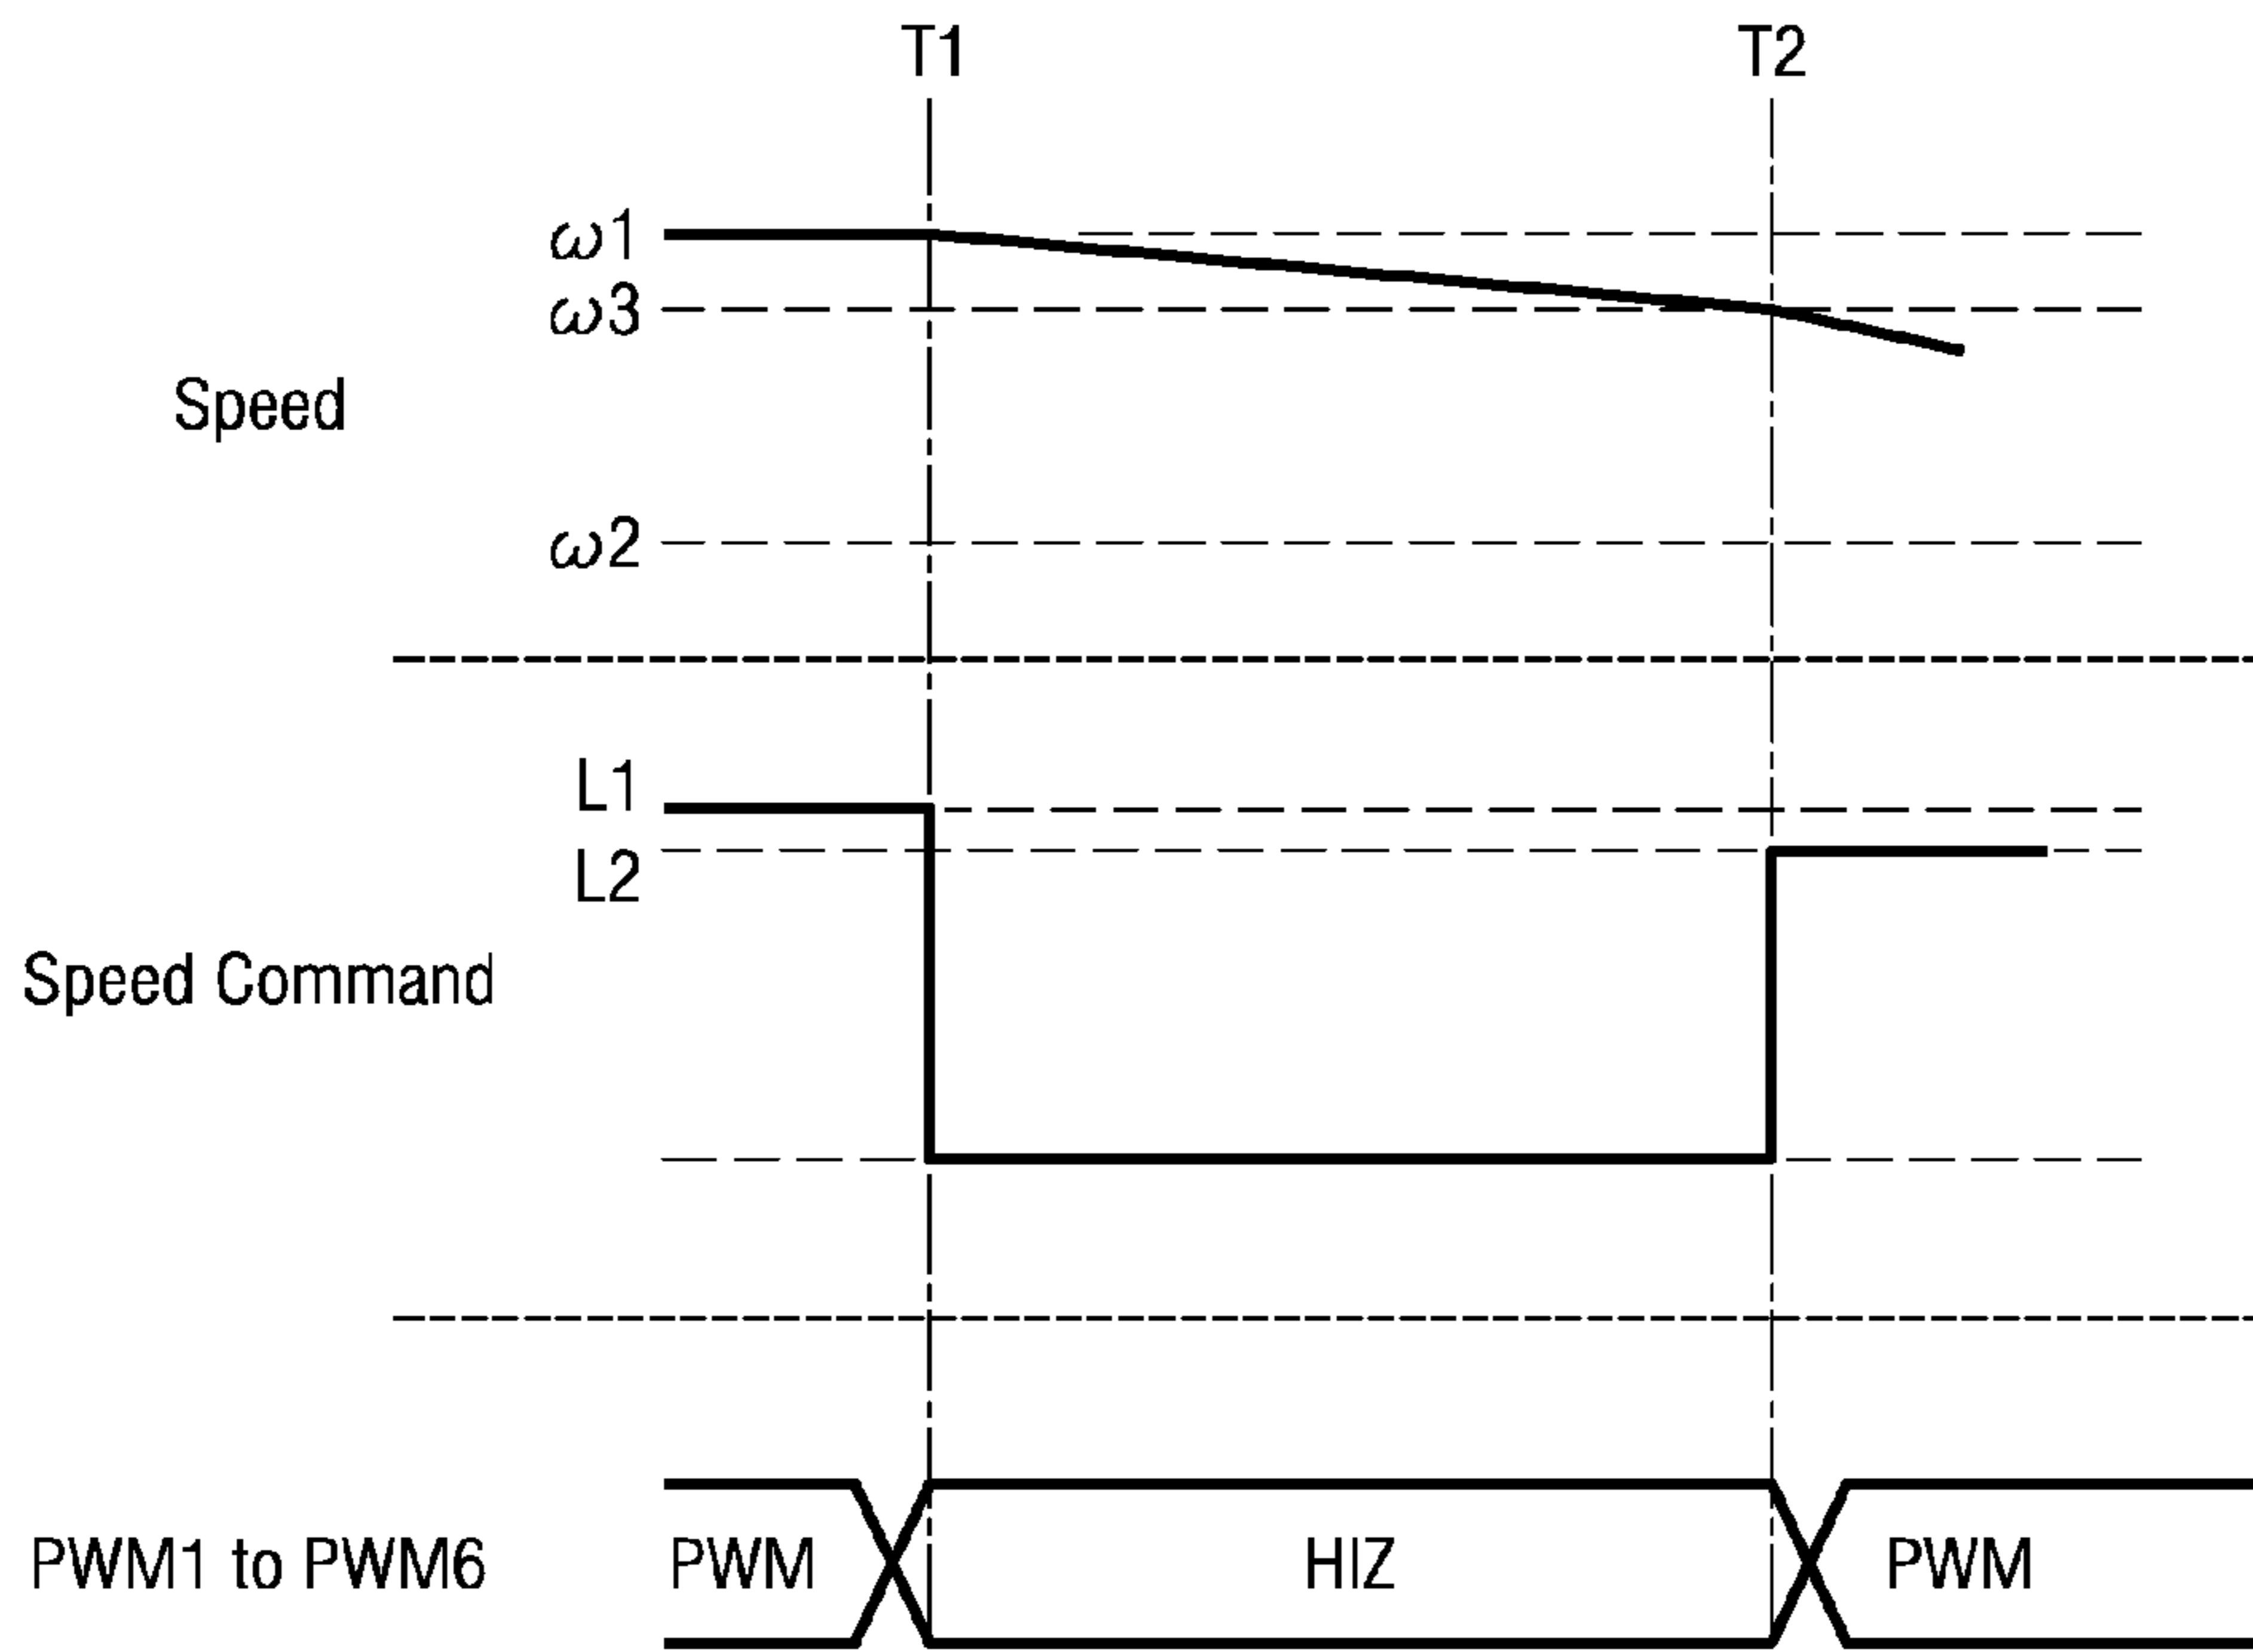 T1 T2
ω1
ω3
Speed
ω2
L1
L2
Speed Command
PWM1 to PWM6 PWM HIZ PWM